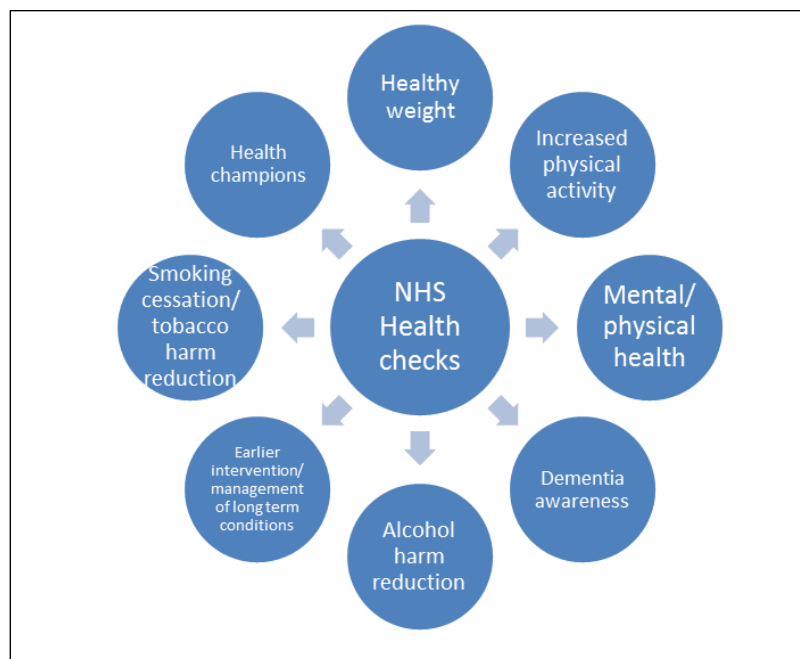 Healthy
weight
Increased
physical
activity
Mental/
physical
health
Dementia
awareness
Alcohol
harm
reduction
Earlier
intervention/
management
of long term
conditions
Smoking
cessation/
tobacco
harm
reduction
Health
champions
NHS
Health
checks